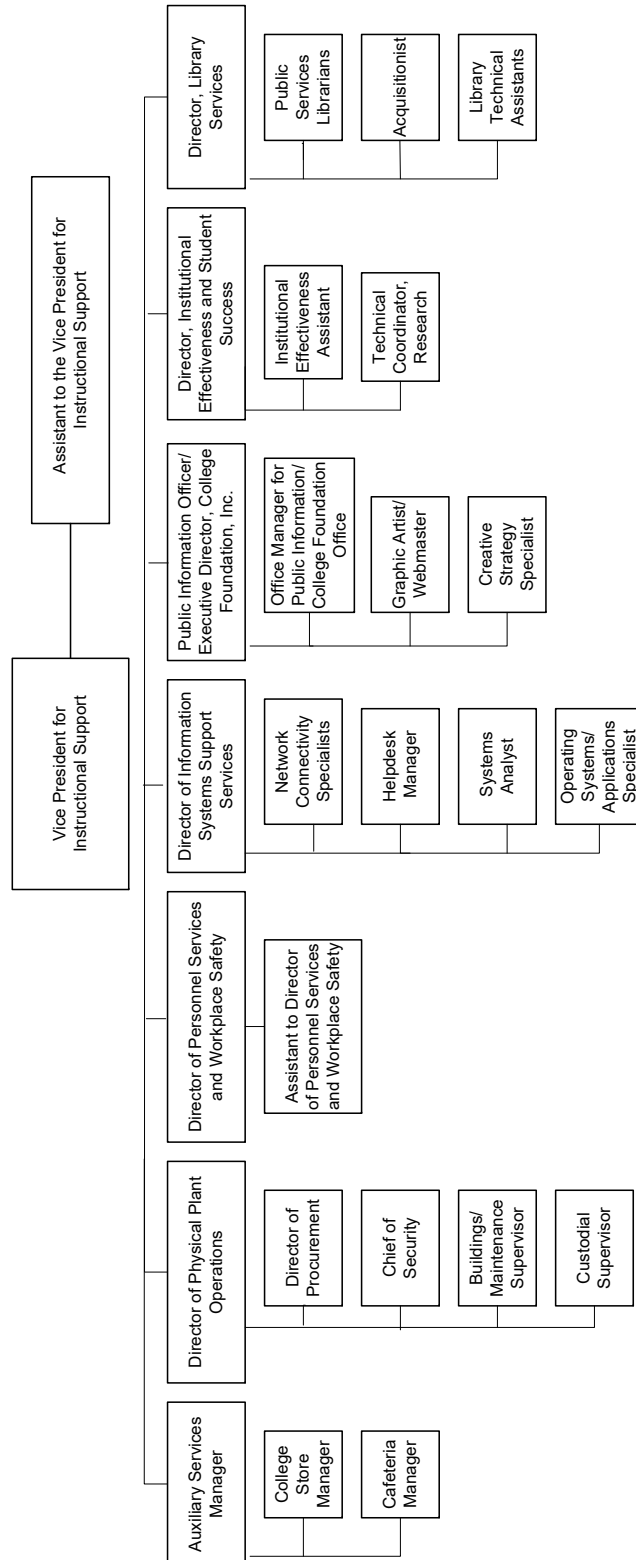 Vice President for
Instructional Support
Assistant to the Vice President for
Instructional Support
Auxiliary Services
Manager
College
Store
Manager
Cafeteria
Manager
Director of Physical Plant
Operations
Director of
Procurement
Chief of
Security
Buildings/
Maintenance
Supervisor
Custodial
Supervisor
Director of Personnel Services
and Workplace Safety
Assistant to Director
of Personnel Services
and Workplace Safety
Director of Information
Systems Support
Services
Network
Connectivity
Specialists
Helpdesk
Manager
Systems
Analyst
Operating
Systems/
Applications
Specialist
Public Information Officer/
Executive Director, College
Foundation, Inc.
Office Manager for
Public Information/
College Foundation
Office
Graphic Artist/
Webmaster
Creative
Strategy
Specialist
Director, Institutional
Effectiveness and Student
Success
Institutional
Effectiveness
Assistant
Technical
Coordinator,
Research
Director, Library
Services
Public
Services
Librarians
Acquisitionist
Library
Technical
Assistants